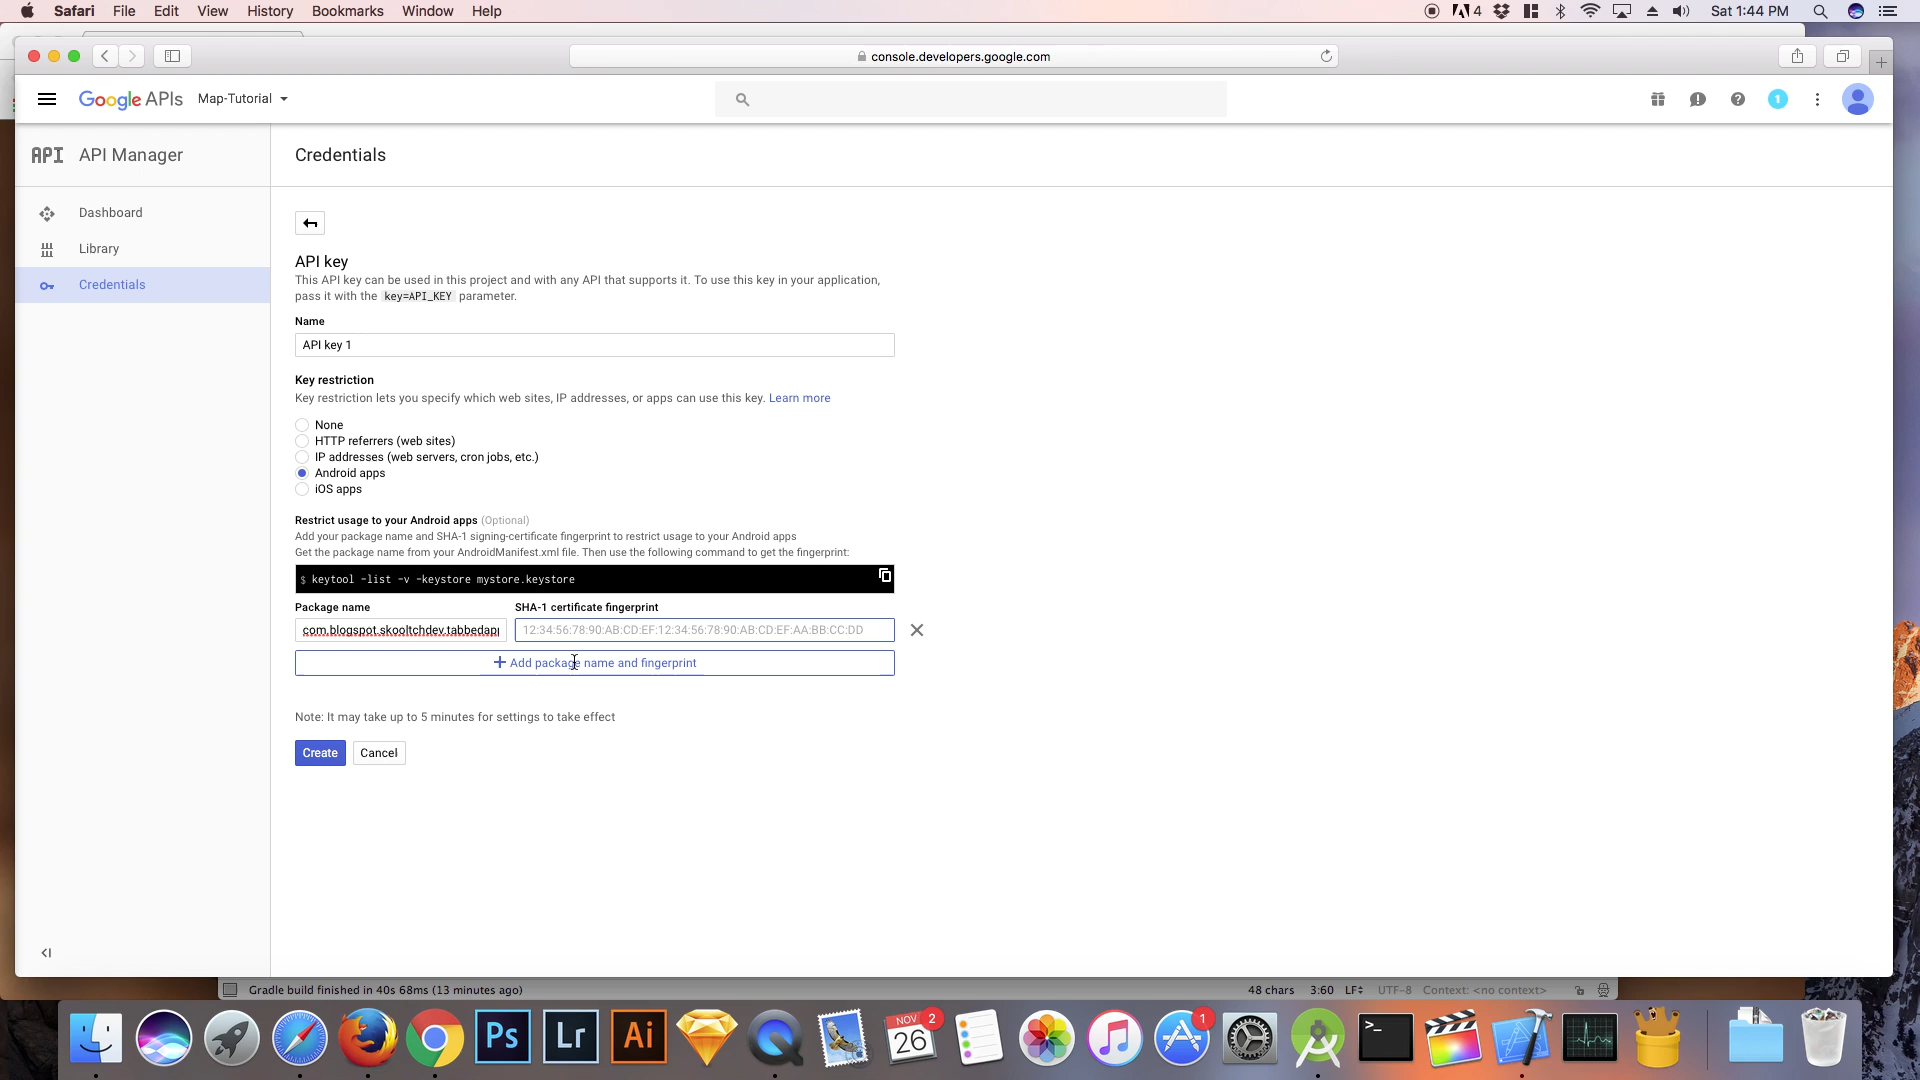 Safari File Edit View History Bookmarks Window Help
4
Sat 1:44 PM
console.developers.google.com
Google APIs
Map-Tutorial
1
API API Manager
Credentials
Dashboard
Library
Credentials
API key
This API key can be used in this project and with any API that supports it. To use this key in your application,
pass it with the key=API_KEY parameter.
Name
API key 1
Key restriction
Key restriction lets you specify which web sites, IP addresses, or apps can use this key. Learn more
None
HTTP referrers (web sites)
IP addresses (web servers, cron jobs, etc.)
Android apps
iOS apps
Restrict usage to your Android apps (Optional)
Add your package name and SHA-1 signing-certificate fingerprint to restrict usage to your Android apps
Get the package name from your AndroidManifest.xml file. Then use the following command to get the fingerprint:
$ keytool -list -v -keystore mystore.keystore
Package name
SHA-1 certificate fingerprint
com.blogspot.skooltchdev.tabbedapp
12:34:56:78:90:AB:CD:EF:12:34:56:78:90:AB:CD:EF:AA:BB:CC:DD
+ Add package name and fingerprint
Note: It may take up to 5 minutes for settings to take effect
Create
Cancel
Gradle build finished in 40s 68ms (13 minutes ago)
48 chars 3:60 LF÷ UTF-8 Context: <no context>
Ps
Lr
Ai
NOV
26
2
1
>_